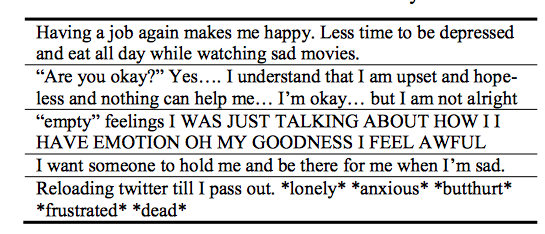 Having a job again makes me happy. Less time to be depressed
and eat all day while watching sad movies.
“Are you okay?” Yes…. I understand that I am upset and hope-
less and nothing can help me… I’m okay… but I am not alright
“empty” feelings I WAS JUST TALKING ABOUT HOW I I
HAVE EMOTION OH MY GOODNESS I FEEL AWFUL
I want someone to hold me and be there for me when I’m sad.
Reloading twitter till I pass out. *lonely* *anxious* *butthurt*
*frustrated* *dead*